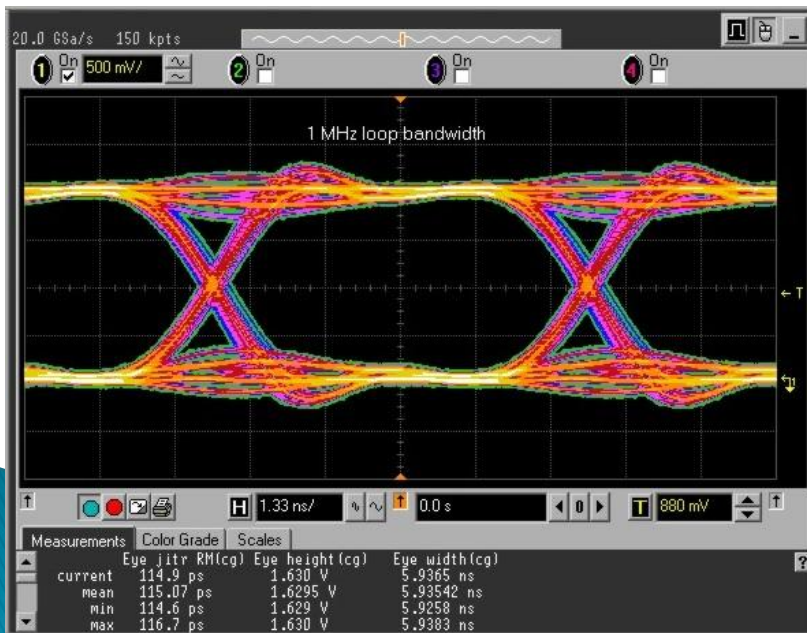 20.0 GSa/s 150 kpts
1 On 500 mV/ 2 On 3 On 4 On
1 MHz loop bandwidth
T
1
H 1.33 ns/ 0.0 s 0 T 880 mV
Measurements Color Grade Scales
Eye jitr RM(cg) Eye height(cg) Eye width(cg)
current 114.9 ps 1.630 V 5.9365 ns
mean 115.07 ps 1.6295 V 5.93542 ns
min 114.6 ps 1.629 V 5.9258 ns
max 116.7 ps 1.630 V 5.9383 ns
?